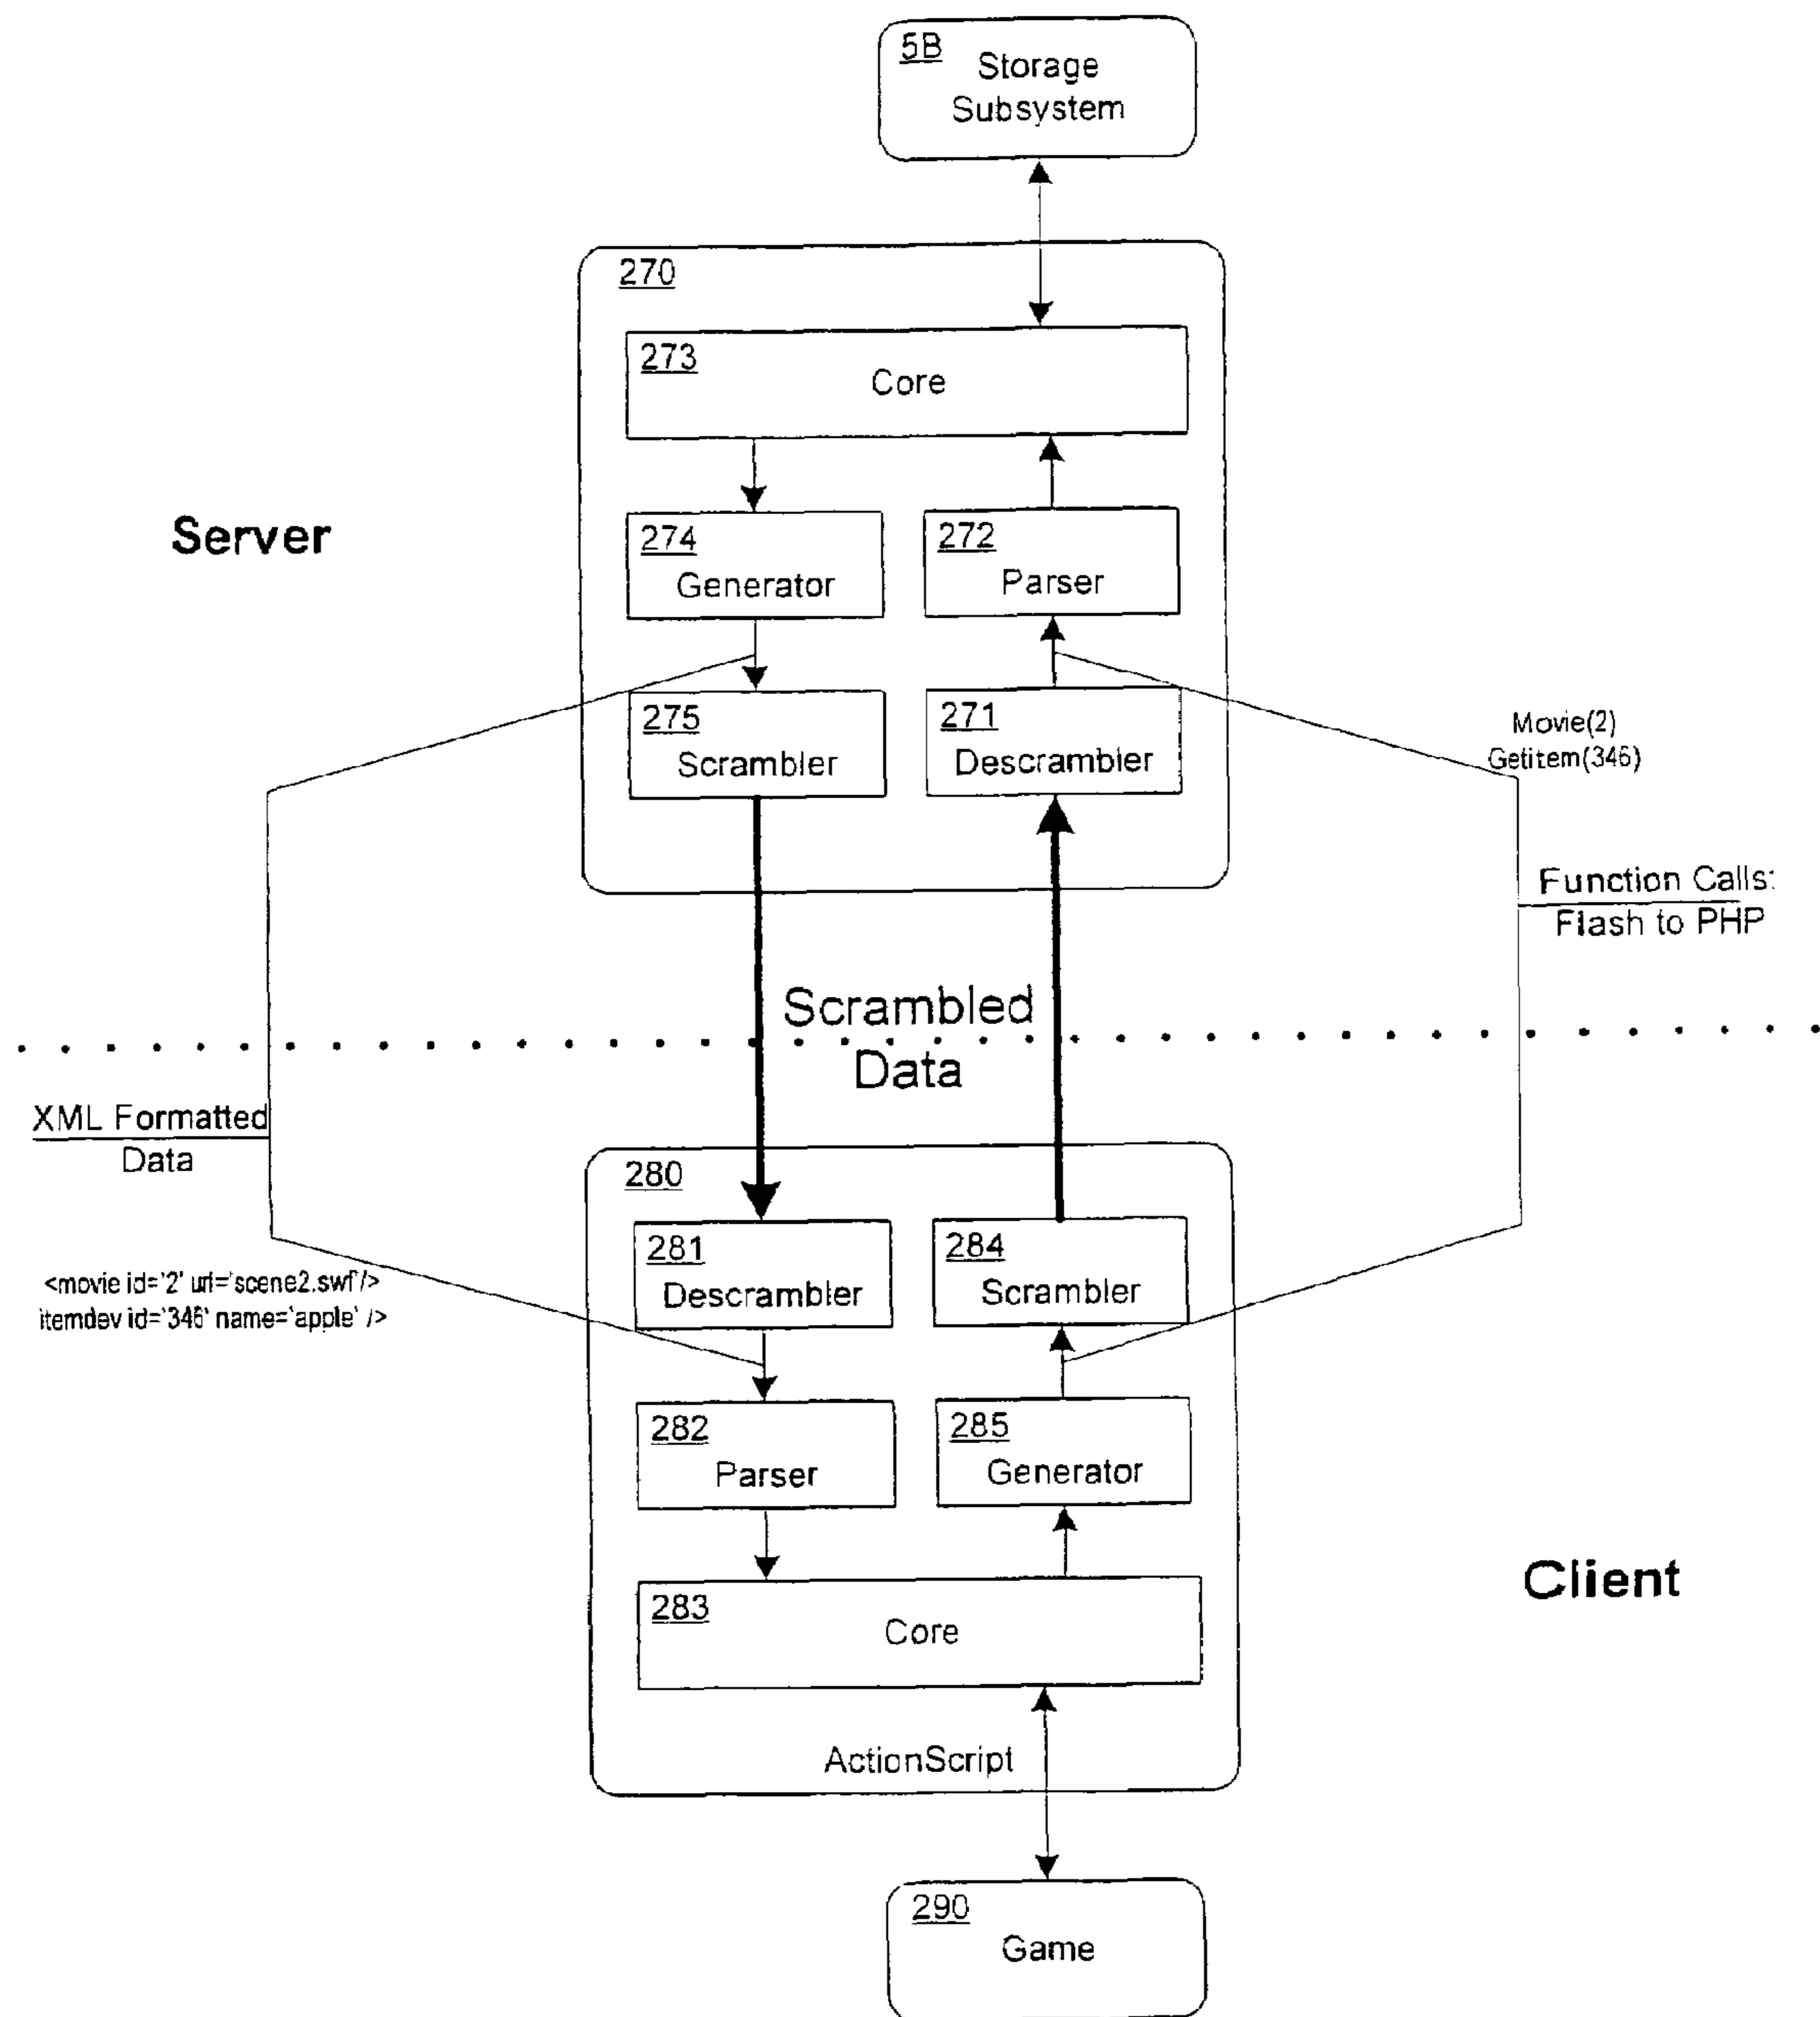 5B
Storage
Subsystem
270
273
Core
Server
274
Generator
272
Parser
275
Scrambler
271
Descrambler
Movie(2)
Getitem(346)
Function Calls:
Flash to PHP
Scrambled
Data
XML Formatted
Data
280
281
Descrambler
284
Scrambler
<movie id='2' url='scene2.swf'/>
itemdev id='346' name='apple' />
282
Parser
285
Generator
283
Core
Client
ActionScript
290
Game